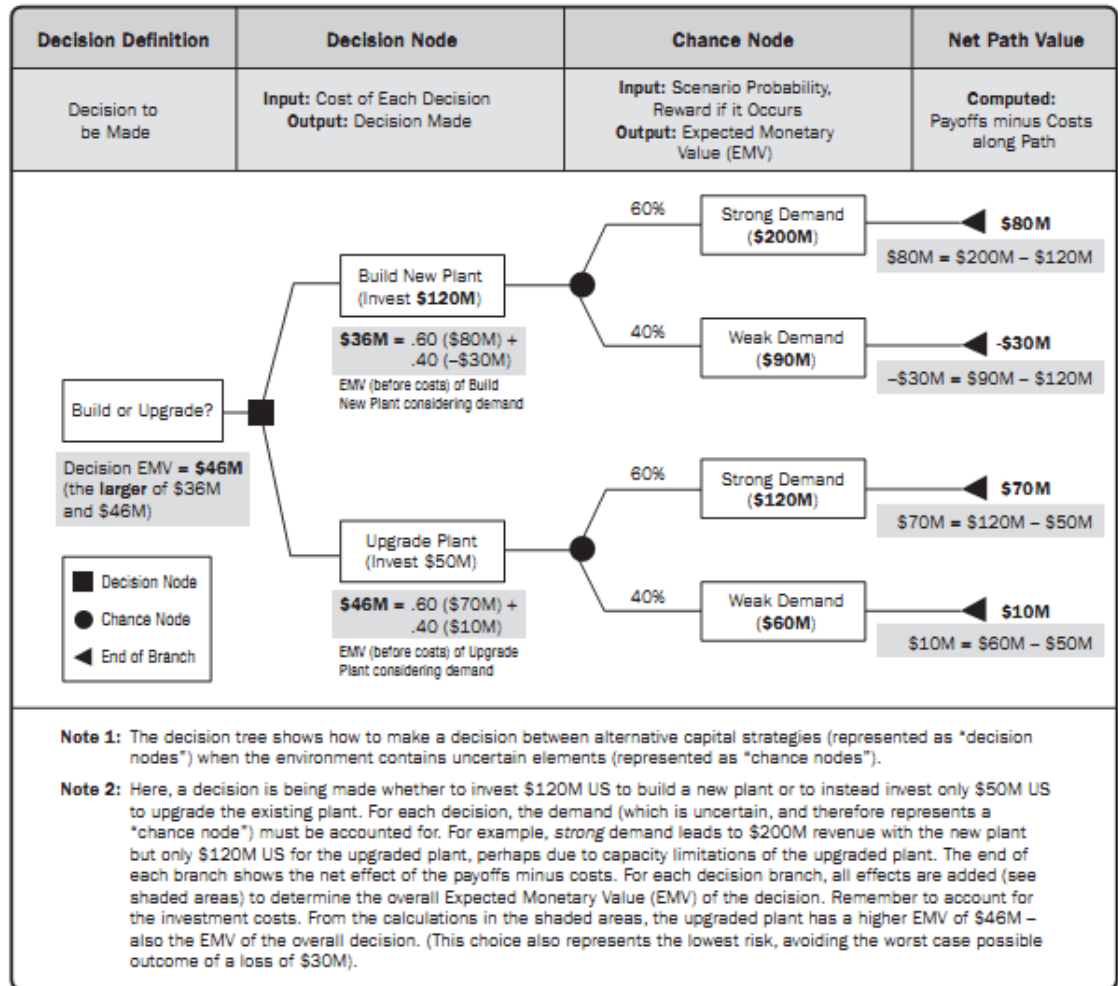 Decision Definition
Decision Node
Chance Node
Net Path Value
Decision to
be Made
Input: Cost of Each Decision
Output: Decision Made
Input: Scenario Probability,
Reward if it Occurs
Output: Expected Monetary
Value (EMV)
Computed:
Payoffs minus Costs
along Path
Build or Upgrade?
Decision EMV = $46M
(the larger of $36M
and $46M)
Build New Plant
(Invest $120M)
$36M = .60 ($80M) +
.40 (–$30M)
EMV (before costs) of Build
New Plant considering demand
60%
Strong Demand
($200M)
$80M
$80M = $200M – $120M
40%
Weak Demand
($90M)
-$30M
–$30M = $90M – $120M
Upgrade Plant
(Invest $50M)
$46M = .60 ($70M) +
.40 ($10M)
EMV (before costs) of Upgrade
Plant considering demand
60%
Strong Demand
($120M)
$70M
$70M = $120M – $50M
40%
Weak Demand
($60M)
$10M
$10M = $60M – $50M
Decision Node
Chance Node
End of Branch
Note 1: The decision tree shows how to make a decision between alternative capital strategies (represented as “decision
nodes”) when the environment contains uncertain elements (represented as “chance nodes”).
Note 2: Here, a decision is being made whether to invest $120M US to build a new plant or to instead invest only $50M US
to upgrade the existing plant. For each decision, the demand (which is uncertain, and therefore represents a
“chance node”) must be accounted for. For example, strong demand leads to $200M revenue with the new plant
but only $120M US for the upgraded plant, perhaps due to capacity limitations of the upgraded plant. The end of
each branch shows the net effect of the payoffs minus costs. For each decision branch, all effects are added (see
shaded areas) to determine the overall Expected Monetary Value (EMV) of the decision. Remember to account for
the investment costs. From the calculations in the shaded areas, the upgraded plant has a higher EMV of $46M –
also the EMV of the overall decision. (This choice also represents the lowest risk, avoiding the worst case possible
outcome of a loss of $30M).